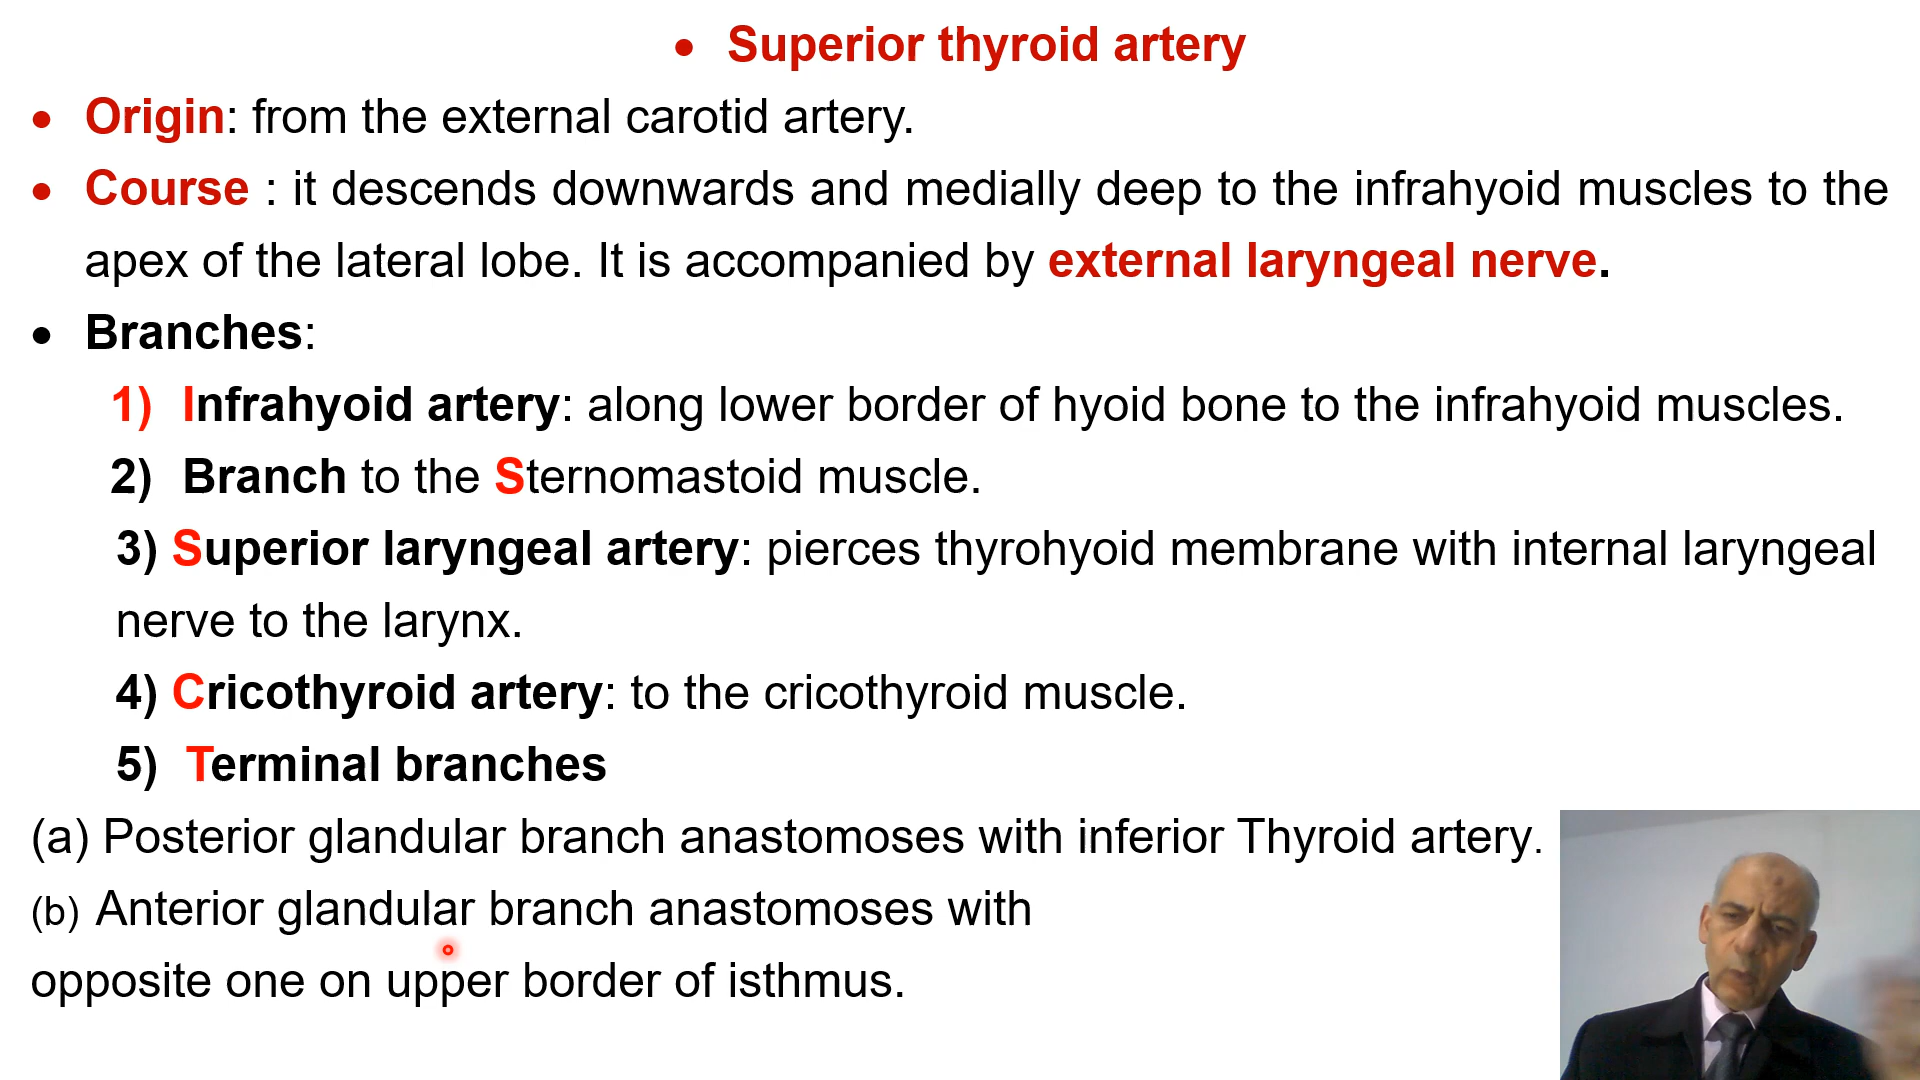 • Superior thyroid artery
• Origin: from the external carotid artery.
• Course : it descends downwards and medially deep to the infrahyoid muscles to the
apex of the lateral lobe. It is accompanied by external laryngeal nerve.
• Branches:
1) Infrahyoid artery: along lower border of hyoid bone to the infrahyoid muscles.
2) Branch to the Sternomastoid muscle.
3) Superior laryngeal artery: pierces thyrohyoid membrane with internal laryngeal
nerve to the larynx.
4) Cricothyroid artery: to the cricothyroid muscle.
5) Terminal branches
(a) Posterior glandular branch anastomoses with inferior Thyroid artery.
(b) Anterior glandular branch anastomoses with
opposite one on upper border of isthmus.